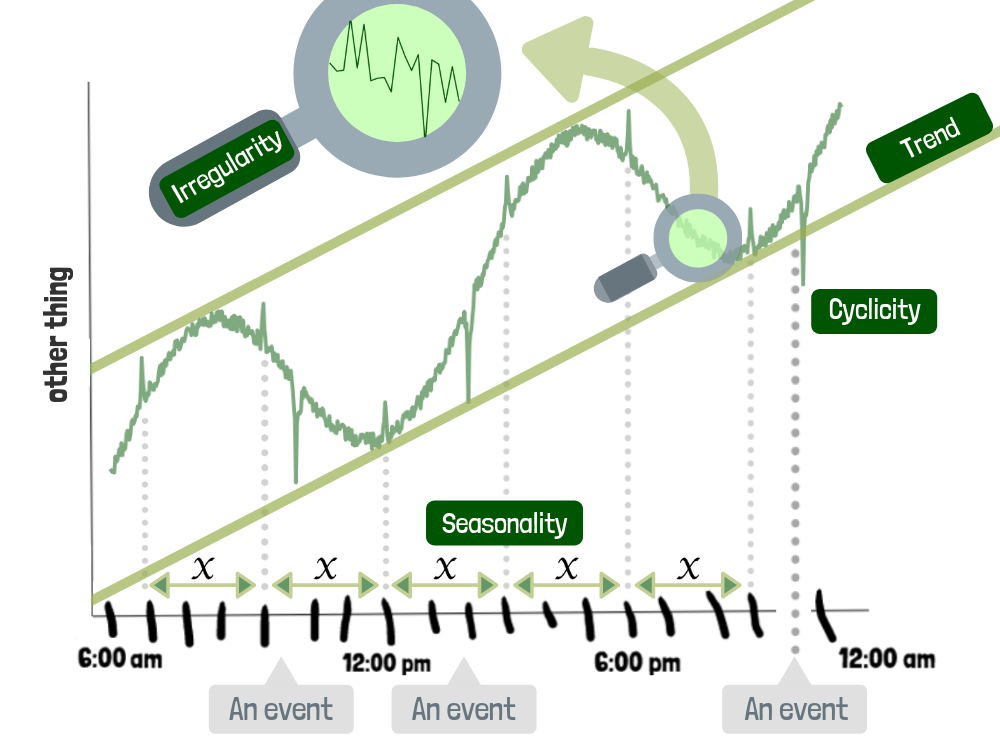 Irregularity
Trend
other thing
Cyclicity
Seasonality
x
x
x
x
x
6:00 am
12:00 pm
6:00 pm
12:00 am
An event
An event
An event